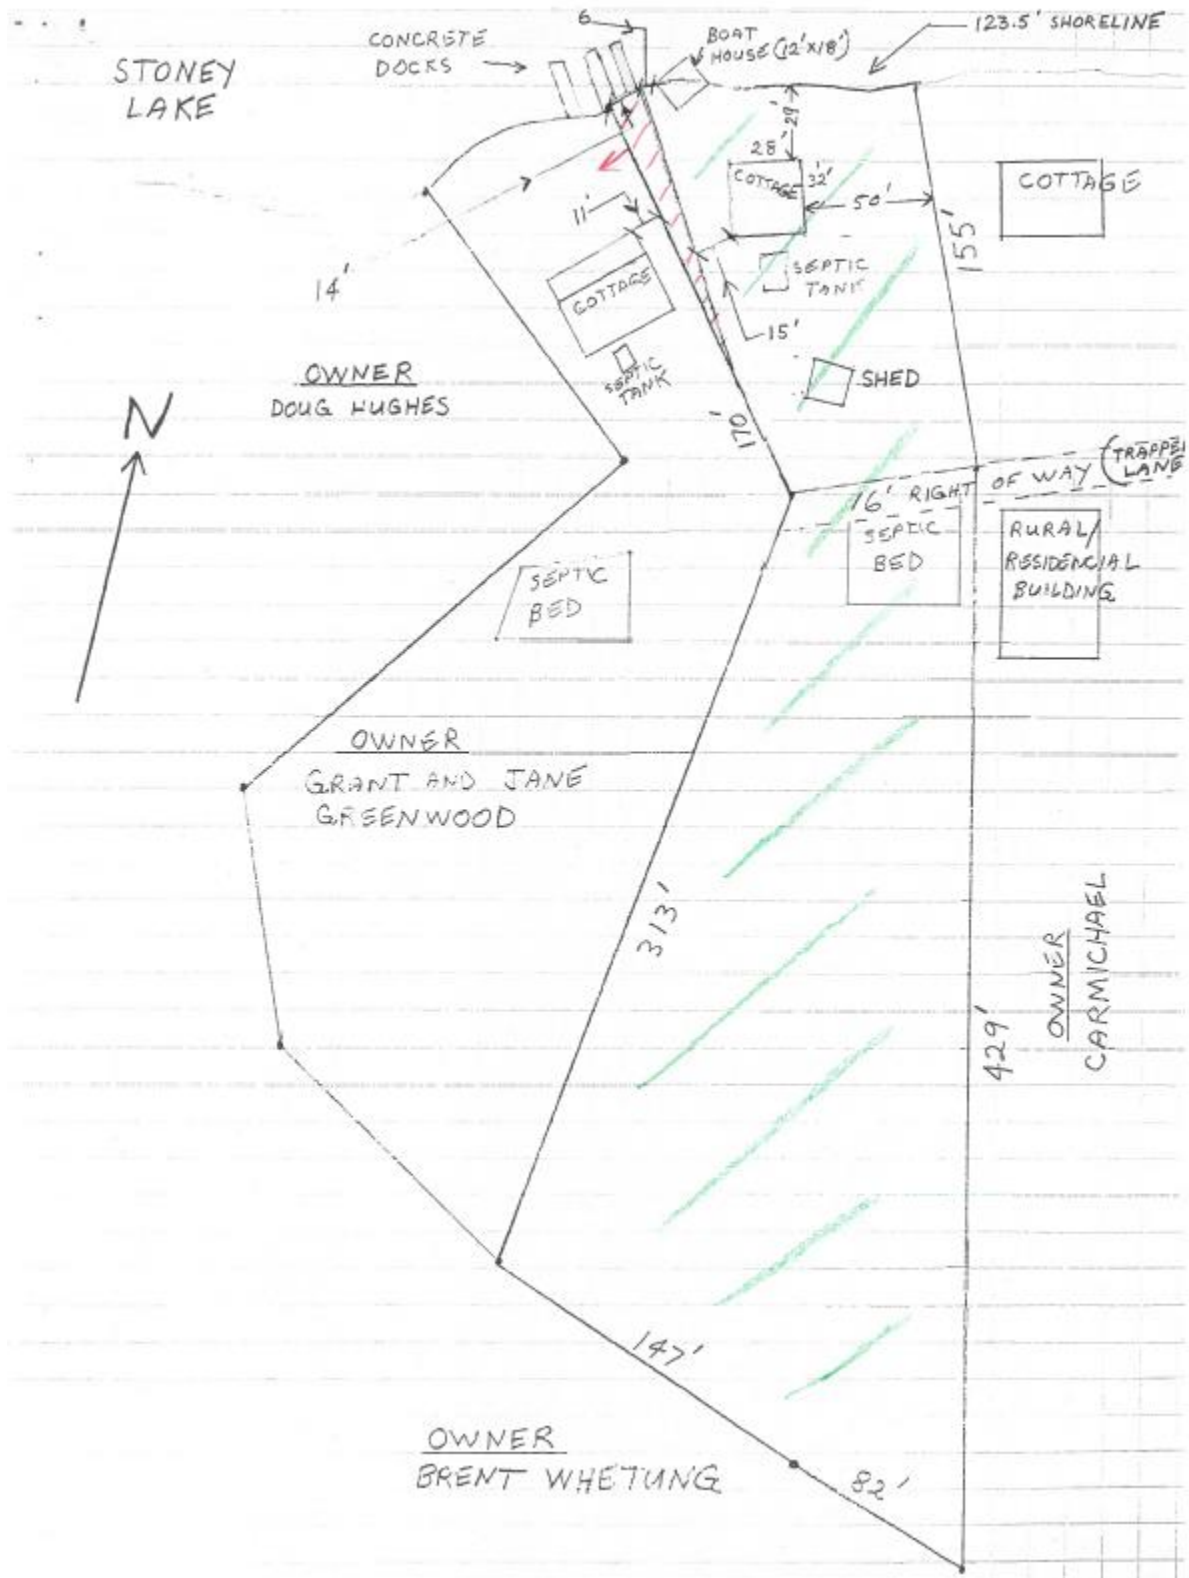 6
123.5' SHORELINE
CONCRETE
DOCKS
BOAT
HOUSE (12'X18')
STONEY
LAKE
29'
28'
COTTAGE
32'
50'
COTTAGE
155'
11'
14'
COTTAGE
SEPTIC
TANK
15'
SEPTIC
TANK
OWNER
DOUG HUGHES
SHED
N
170'
16' RIGHT OF WAY
(TRAPPER
LANE
SEPTIC
BED
RURAL/
RESIDENCIAL
BUILDING
SEPTIC
BED
OWNER
GRANT AND JANE
GREENWOOD
313'
OWNER
CARMICHAEL
429'
147'
82'
OWNER
BRENT WHETUNG